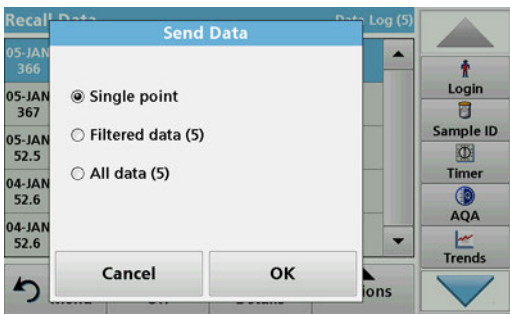 Recall Data
Data Log (5)
Send Data
05-JAN
366
05-JAN
367
05-JAN
52.5
04-JAN
52.6
04-JAN
52.6
Single point
Filtered data (5)
All data (5)
Cancel
OK
Login
Sample ID
Timer
AQA
Trends